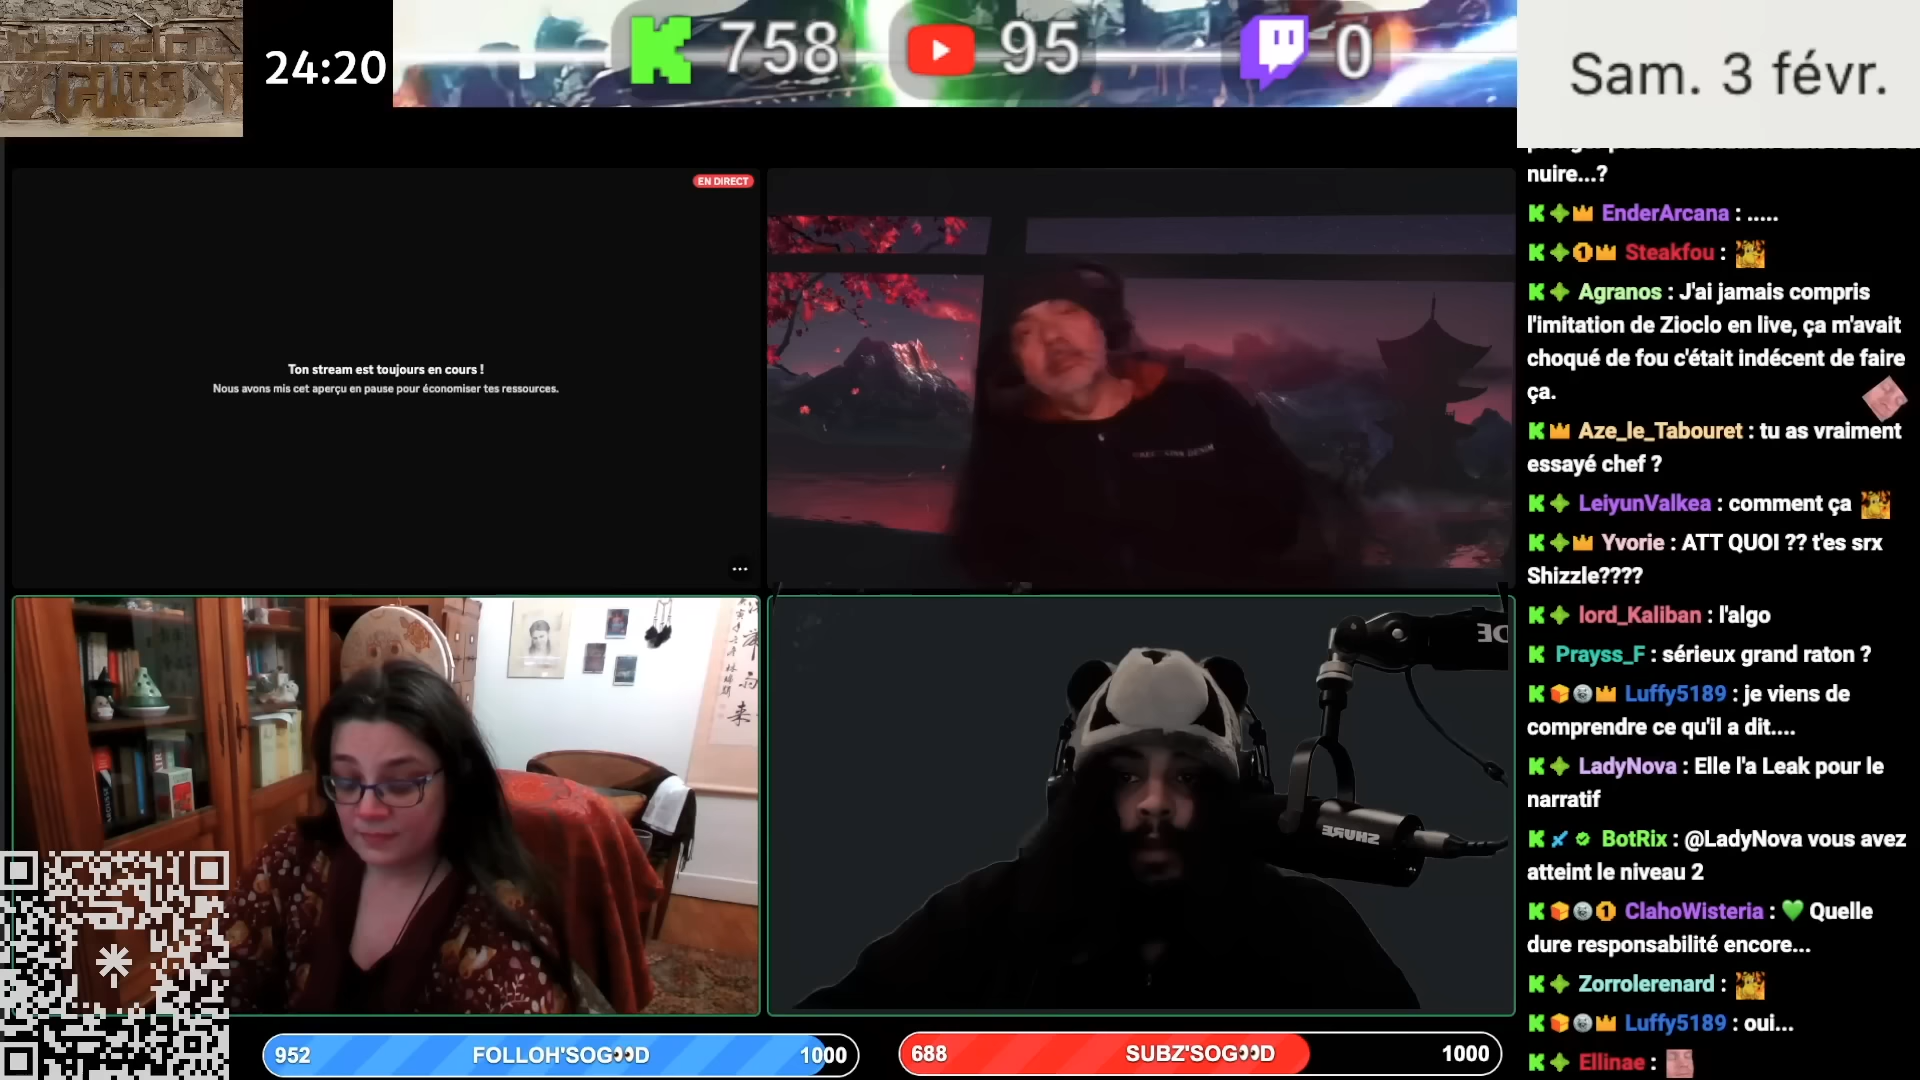 24:20
758
95
0
Sam. 3 févr.
EN DIRECT
Ton stream est toujours en cours !
Nous avons mis cet aperçu en pause pour économiser tes ressources.
SHURE
nuire...?
EnderArcana : .....
Steakfou :
Agranos : J'ai jamais compris
l'imitation de Zioclo en live, ça m'avait
choqué de fou c'était indécent de faire
ça.
Aze_le_Tabouret : tu as vraiment
essayé chef ?
LeiyunValkea : comment ça
Yvorie : ATT QUOI ?? t'es srx
Shizzle????
lord_Kaliban : l'algo
Prayss_F : sérieux grand raton ?
Luffy5189 : je viens de
comprendre ce qu'il a dit....
LadyNova : Elle l'a Leak pour le
narratif
BotRix : @LadyNova vous avez
atteint le niveau 2
ClahoWisteria : 💚 Quelle
dure responsabilité encore...
Zorrolerenard :
Luffy5189 : oui...
Ellinae :
952 FOLLOH'SOG👀D 1000
688 SUBZ'SOG👀D 1000